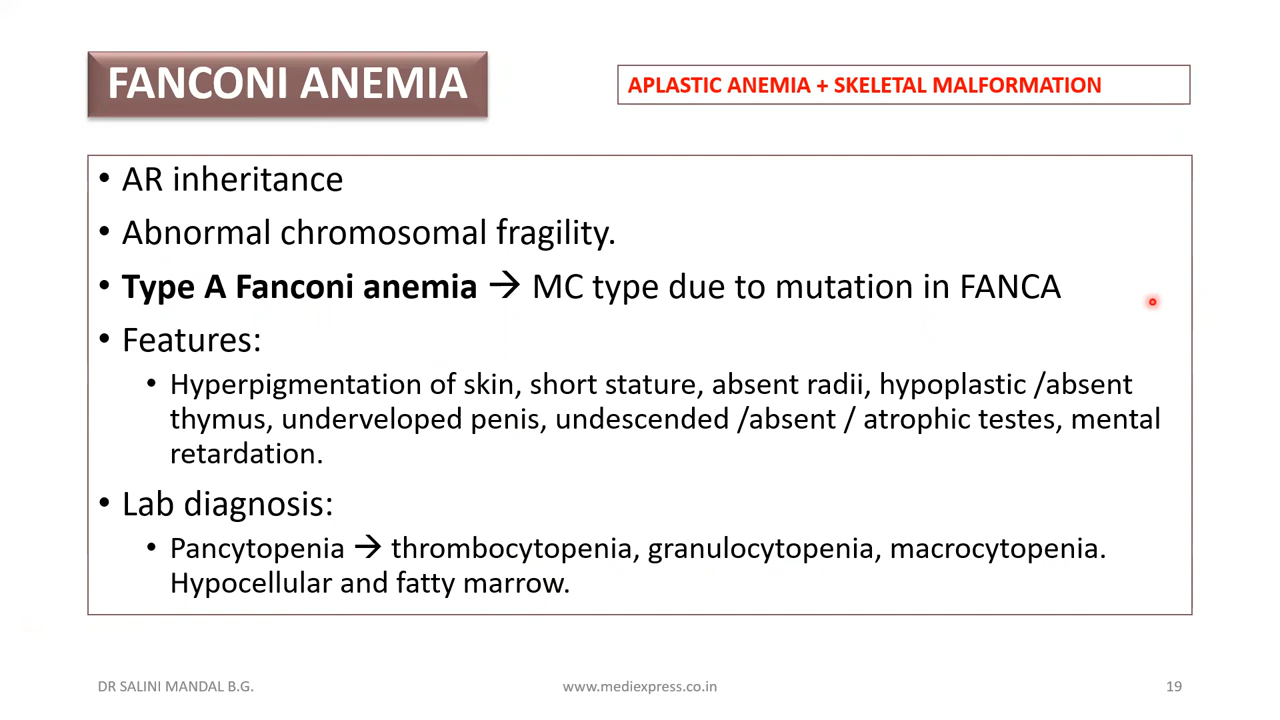 FANCONI ANEMIA
APLASTIC ANEMIA + SKELETAL MALFORMATION
• AR inheritance
• Abnormal chromosomal fragility.
• Type A Fanconi anemia → MC type due to mutation in FANCA
• Features:
• Hyperpigmentation of skin, short stature, absent radii, hypoplastic /absent
thymus, underveloped penis, undescended /absent / atrophic testes, mental
retardation.
• Lab diagnosis:
• Pancytopenia → thrombocytopenia, granulocytopenia, macrocytopenia.
Hypocellular and fatty marrow.
DR SALINI MANDAL B.G.
www.mediexpress.co.in
19